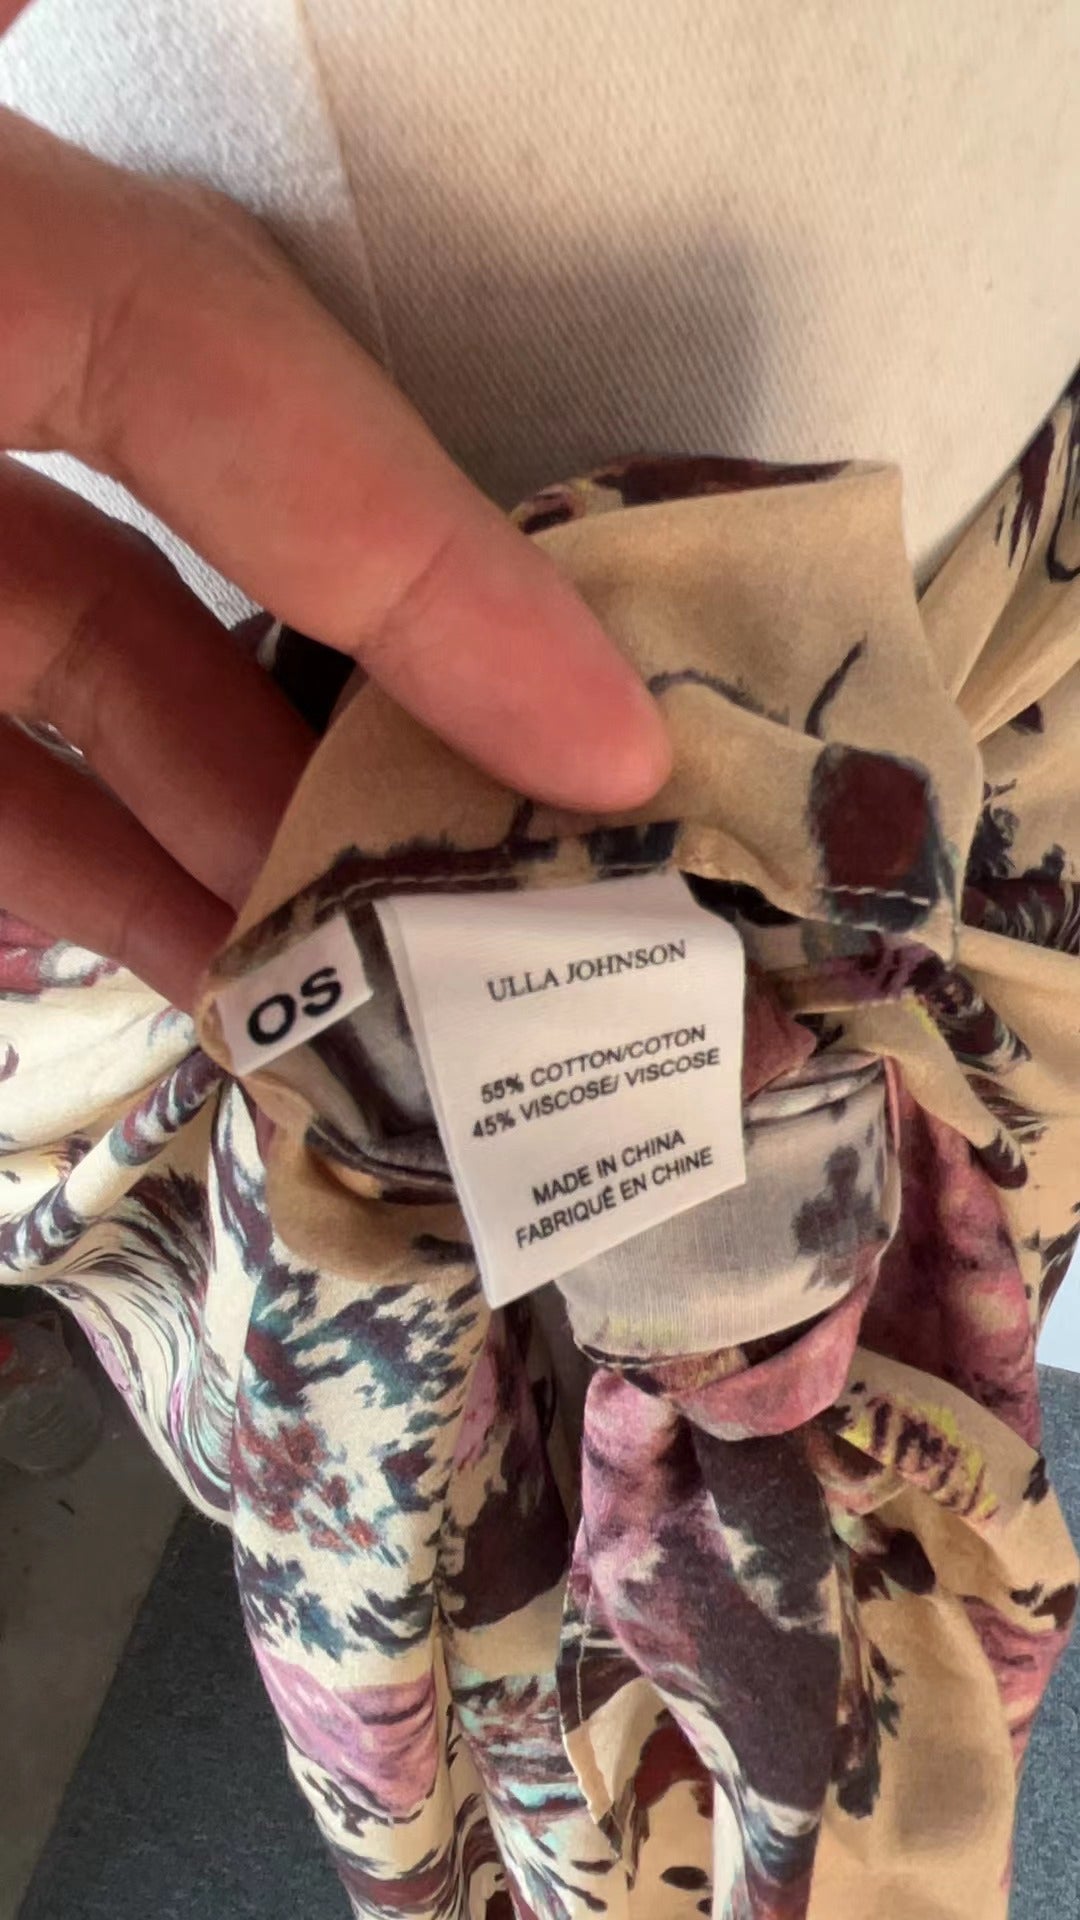 OS
ULLA JOHNSON
55% COTTON/COTON
45% VISCOSE/ VISCOSE
MADE IN CHINA
FABRIQUÉ EN CHINE